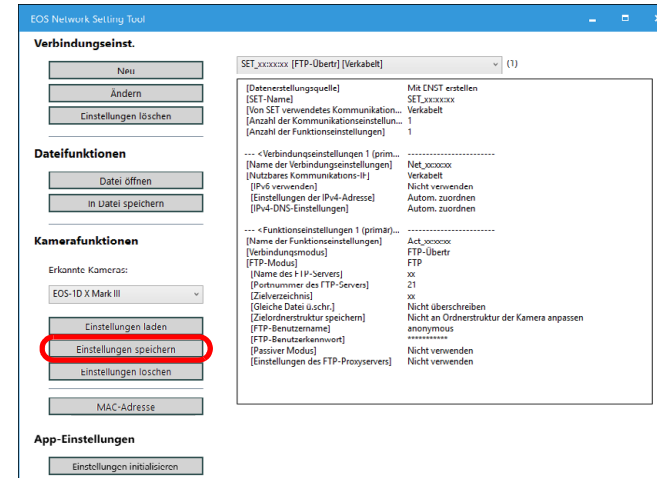 EOS Network Setting Tool
Verbindungseinst.
Neu
Ändern
Einstellungen löschen
Dateifunktionen
Datei öffnen
In Datei speichern
Kamerafunktionen
Erkannte Kameras:
EOS-1D X Mark III
Einstellungen laden
Einstellungen speichern
Einstellungen löschen
MAC-Adresse
App-Einstellungen
Einstellungen initialisieren
SET_xx:xx:xx [FTP-Übertr] [Verkabelt] (1)
[Datenerstellungsquelle] Mit ENST erstellen
[SET-Name] SET_xx:xx:xx
[Von SET verwendetes Kommunikation... Verkabelt
[Anzahl der Kommunikationseinstellun... 1
[Anzahl der Funktionseinstellungen] 1
--- <Verbindungseinstellungen 1 (prim... ------------------------
[Name der Verbindungseinstellungen] Net_xx:xx:xx
[Nutzbares Kommunikations-IF] Verkabelt
[IPv6 verwenden] Nicht verwenden
[Einstellungen der IPv4-Adresse] Autom. zuordnen
[IPv4-DNS-Einstellungen] Autom. zuordnen
--- <Funktionseinstellungen 1 (primär)... ------------------------
[Name der Funktionseinstellungen] Act_xx:xx:xx
[Verbindungsmodus] FTP-Übertr
[FTP-Modus] FTP
[Name des FTP-Servers] xx
[Portnummer des FTP-Servers] 21
[Zielverzeichnis] xx
[Gleiche Datei ü.schr.] Nicht überschreiben
[Zielordnerstruktur speichern] Nicht an Ordnerstruktur der Kamera anpassen
[FTP-Benutzername] anonymous
[FTP-Benutzerkennwort] ***********
[Passiver Modus] Nicht verwenden
[Einstellungen des FTP-Proxyservers] Nicht verwenden